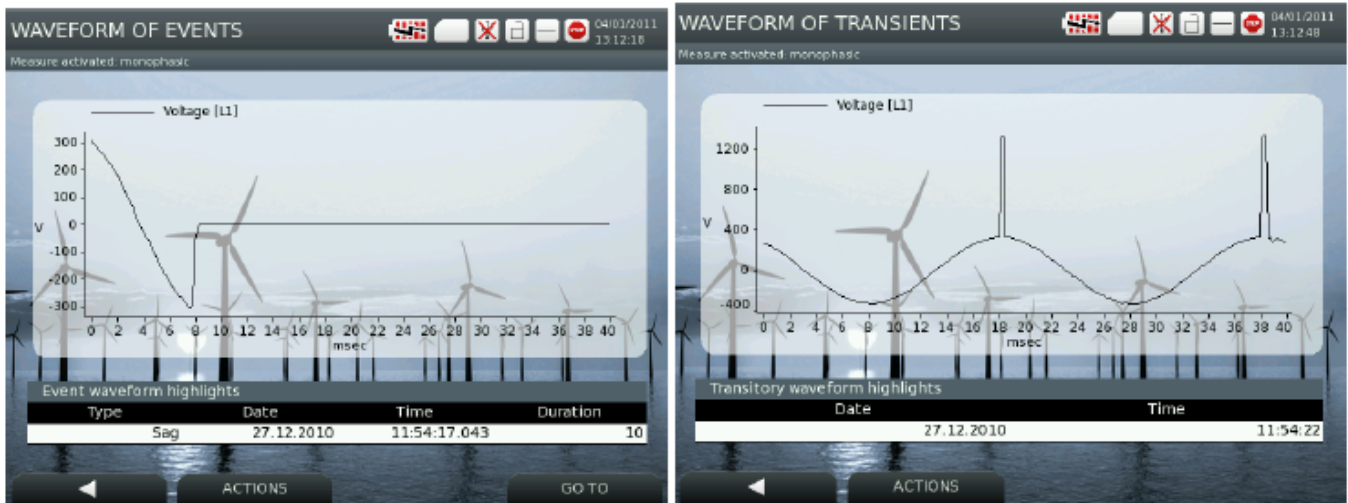 WAVEFORM OF EVENTS
STOP
04/01/2011
13:12:18
Measure activated: monophasic
Voltage [L1]
300
200
100
V
0
-100
-200
-300
0 2 4 6 8 10 12 14 16 18 20 22 24 26 28 30 32 34 36 38 40
msec
Event waveform highlights
Type Date Time Duration
Sag 27.12.2010 11:54:17.043 10
ACTIONS GO TO
WAVEFORM OF TRANSIENTS
STOP
04/01/2011
13:12:48
Measure activated: monophasic
Voltage [L1]
1200
800
V
400
0
-400
0 2 4 6 8 10 12 14 16 18 20 22 24 26 28 30 32 34 36 38 40
msec
Transitory waveform highlights
Date Time
27.12.2010 11:54:22
ACTIONS